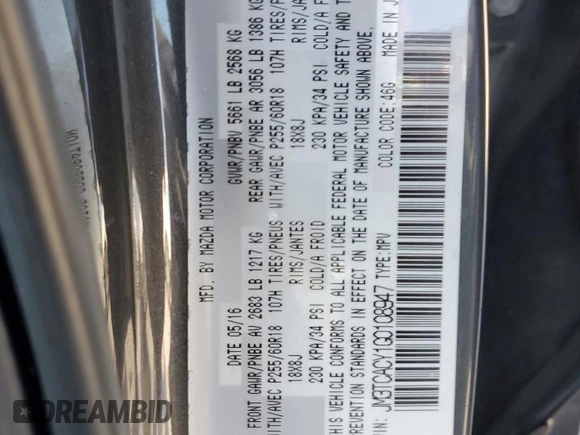 MFD. BY MAZDA MOTOR CORPORATION
DATE 05/16 GVWR/PNBV 5661 LB 2568 KG
FRONT GAWR/PNBE AV 2683 LB 1217 KG REAR GAWR/PNBE AR 3056 LB 1386 KG
WITH/AVEC P255/60R18 107H TIRES/PNEUS WITH/AVEC P255/60R18 107H TIRES/
18X8J RIMS/JANTES 18X8J RIMS/JANTES
230 KPA/34 PSI COLD/A FROID 230 KPA/34 PSI COLD/A
THIS VEHICLE CONFORMS TO ALL APPLICABLE FEDERAL MOTOR VEHICLE SAFETY AND
PREVENTION STANDARDS IN EFFECT ON THE DATE OF MANUFACTURE SHOWN ABOVE.
VIN: JM3TCACY1G0108947 TYPE:MPV COLOR CODE:46G MADE IN
DREAMBID